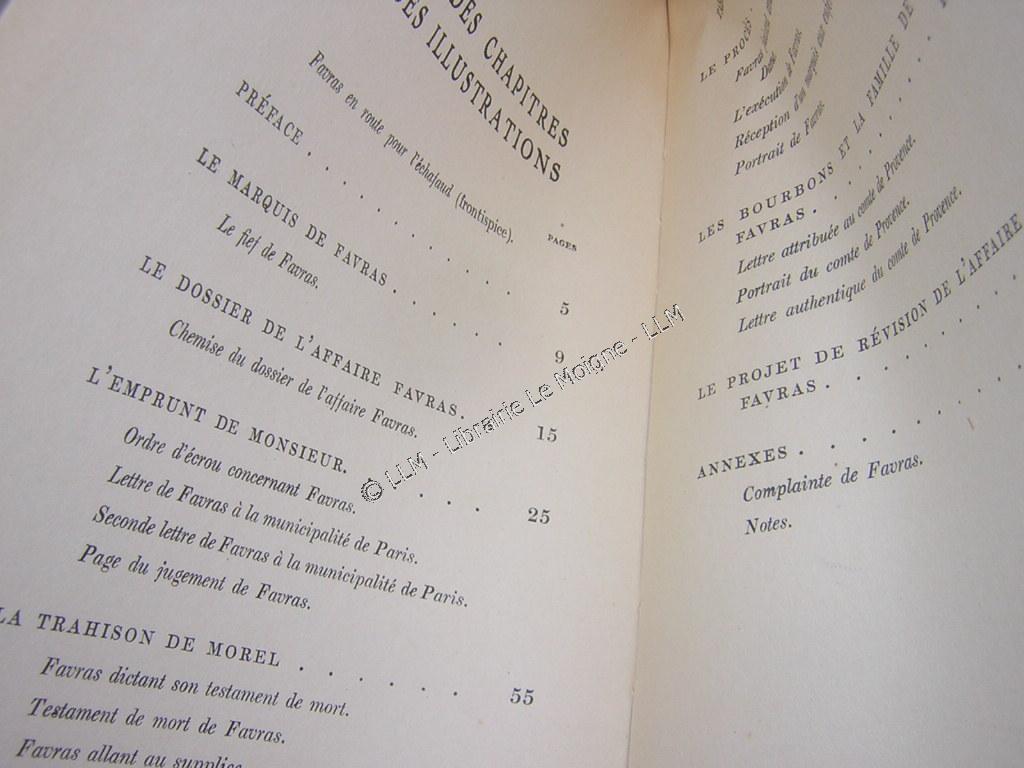 DES CHAPITRES
DES ILLUSTRATIONS
Favras en route pour l'échafaud (frontispice).
PAGES
PRÉFACE . . . . . . . . . 5
LE MARQUIS DE FAVRAS . . . . . 9
Le fief de Favras.
LE DOSSIER DE L'AFFAIRE FAVRAS. 15
Chemise du dossier de l'affaire Favras.
L'EMPRUNT DE MONSIEUR. . . . . 25
Ordre d'écrou concernant Favras.
Lettre de Favras à la municipalité de Paris.
Seconde lettre de Favras à la municipalité de Paris.
Page du jugement de Favras.
LA TRAHISON DE MOREL . . . . . . 55
Favras dictant son testament de mort.
Testament de mort de Favras.
Favras allant au supplice
LE PROCÈS
L'exécution de Favras
Réception d'un marquis aux
Portrait de Favras
LES BOURBONS ET LA FAMILLE DE
FAVRAS . . . . . . . .
Lettre attribuée au comte de Provence.
Portrait du comte de Provence.
Lettre authentique du comte de Provence.
LE PROJET DE RÉVISION DE L'AFFAIRE
FAVRAS . . . . . . . .
ANNEXES . . . . . . . .
Complainte de Favras.
Notes.
© LLM - Librairie Le Moigne - LLM